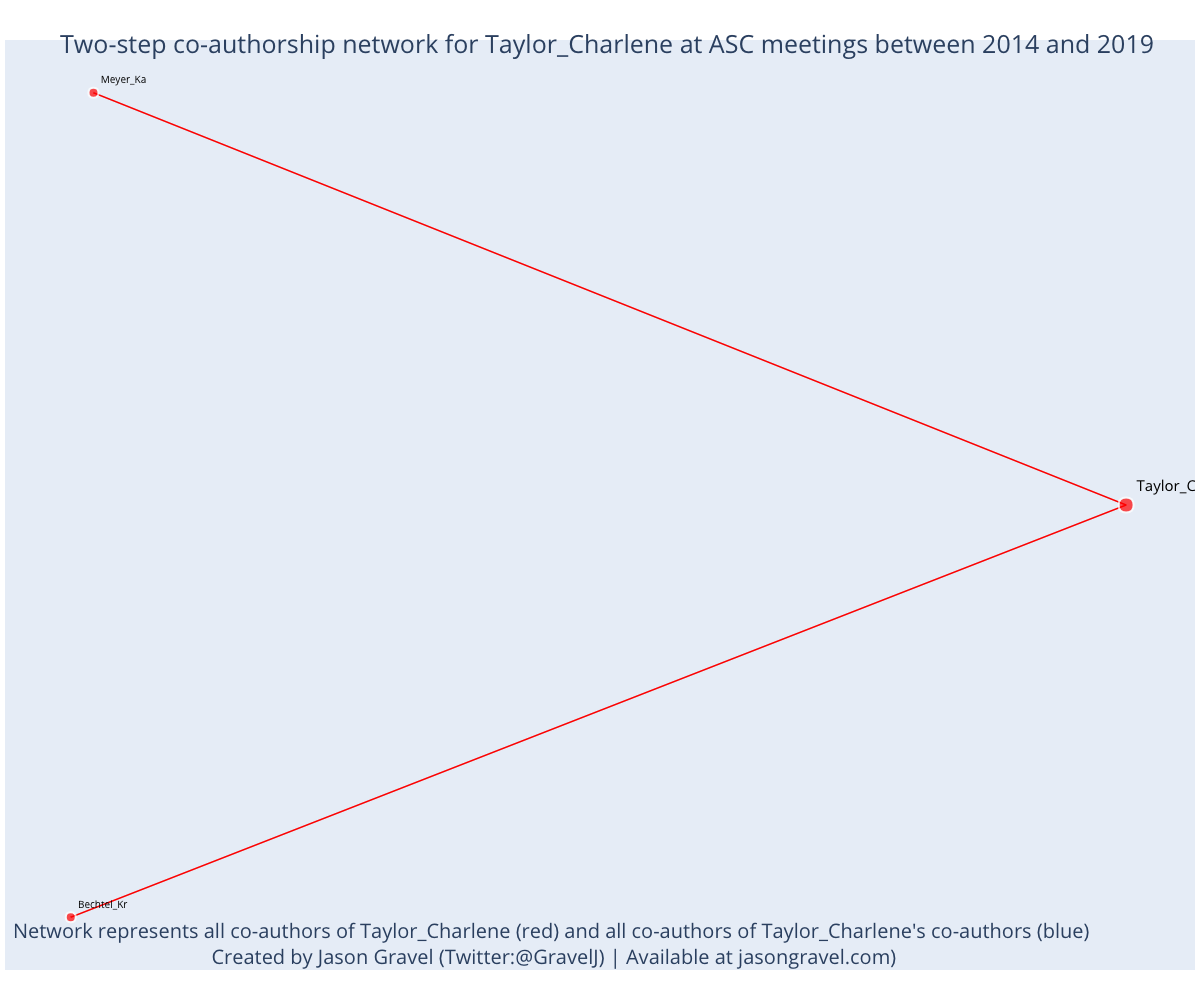 Two-step co-authorship network for Taylor_Charlene at ASC meetings between 2014 and 2019
Meyer_Ka
Taylor_C
Bechtel_Kr
Network represents all co-authors of Taylor_Charlene (red) and all co-authors of Taylor_Charlene's co-authors (blue)
Created by Jason Gravel (Twitter:@GravelJ) | Available at jasongravel.com)